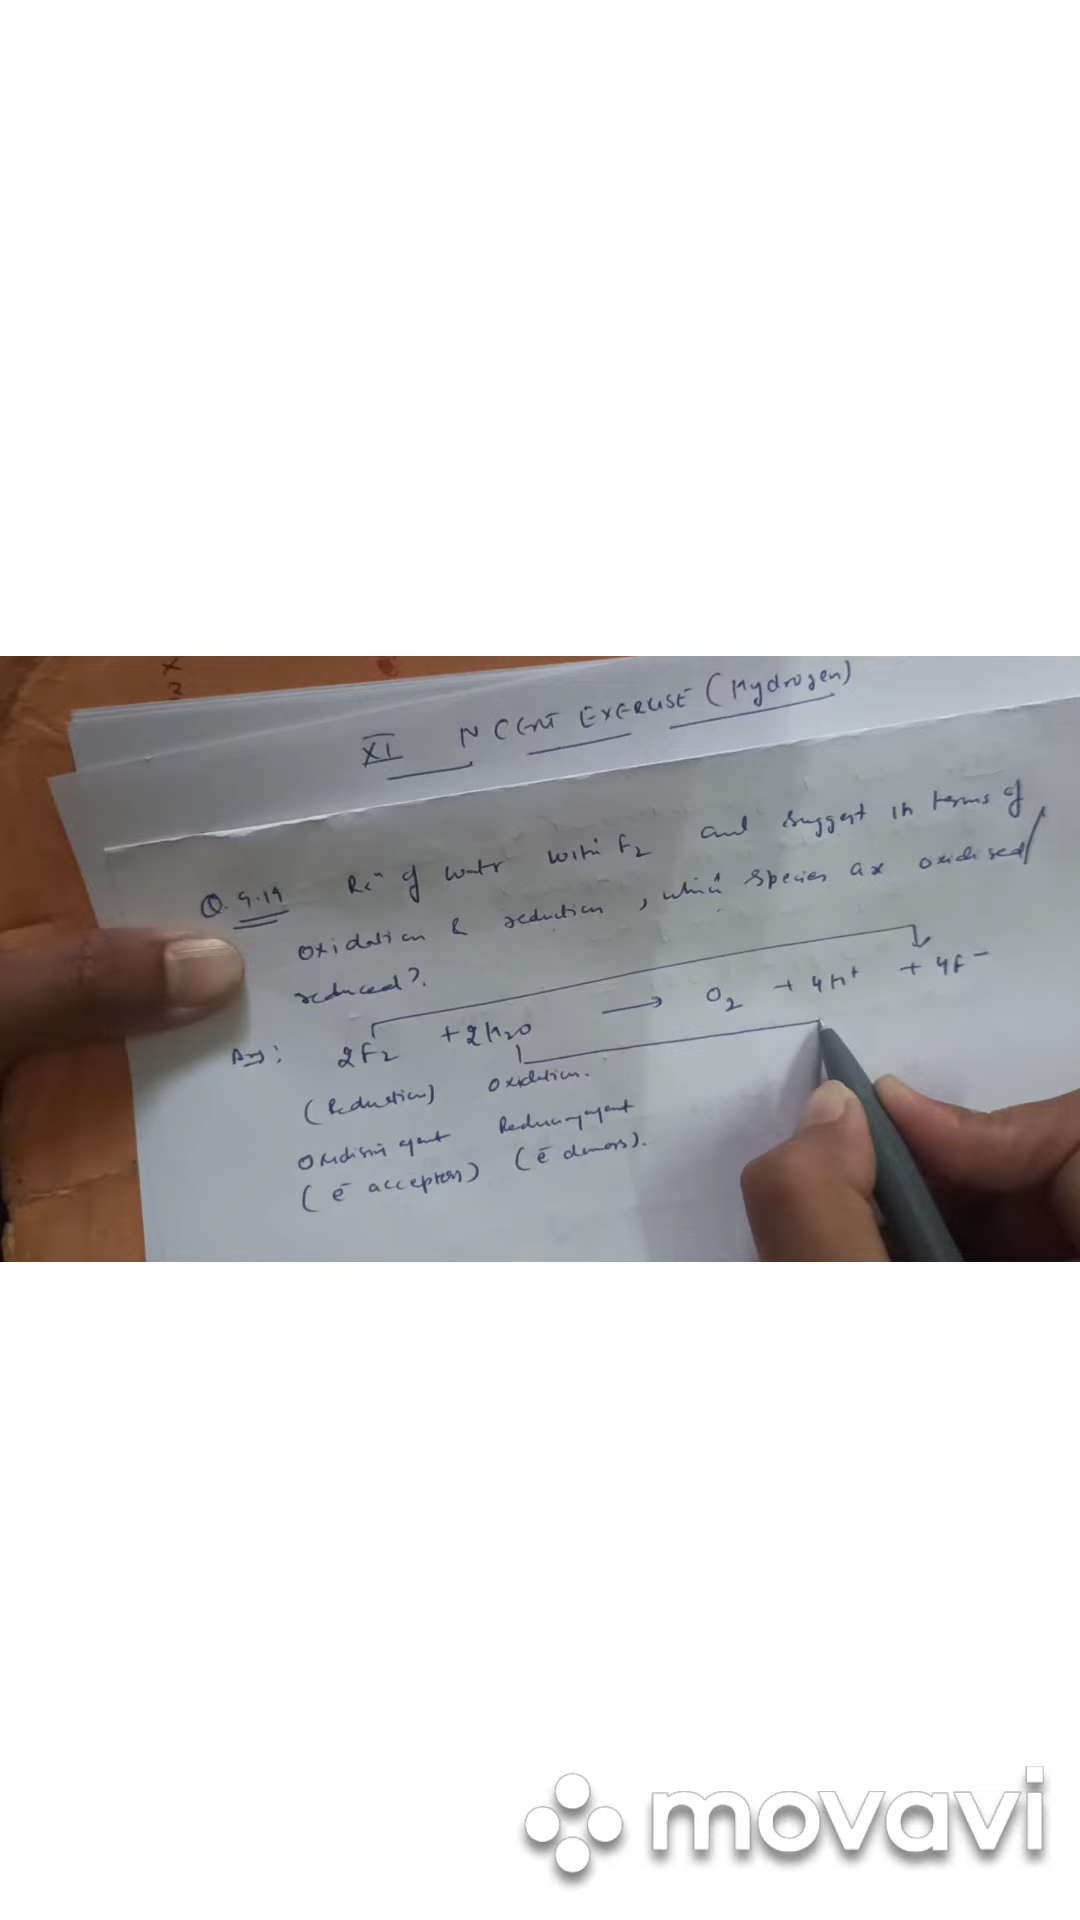 XI NCERT EXERCISE (Hydrogen)
Q. 9.19 Rcⁿ of water with F₂ and suggest in terms of
oxidation & reduction, which species are oxidised/
reduced?.
Ans: 2F₂ + 2H₂O ⟶ O₂ + 4H⁺ + 4F⁻
(Reduction) oxidation.
oxidising agent Reducing agent
(e⁻ acceptors) (e⁻ donors).
movavi